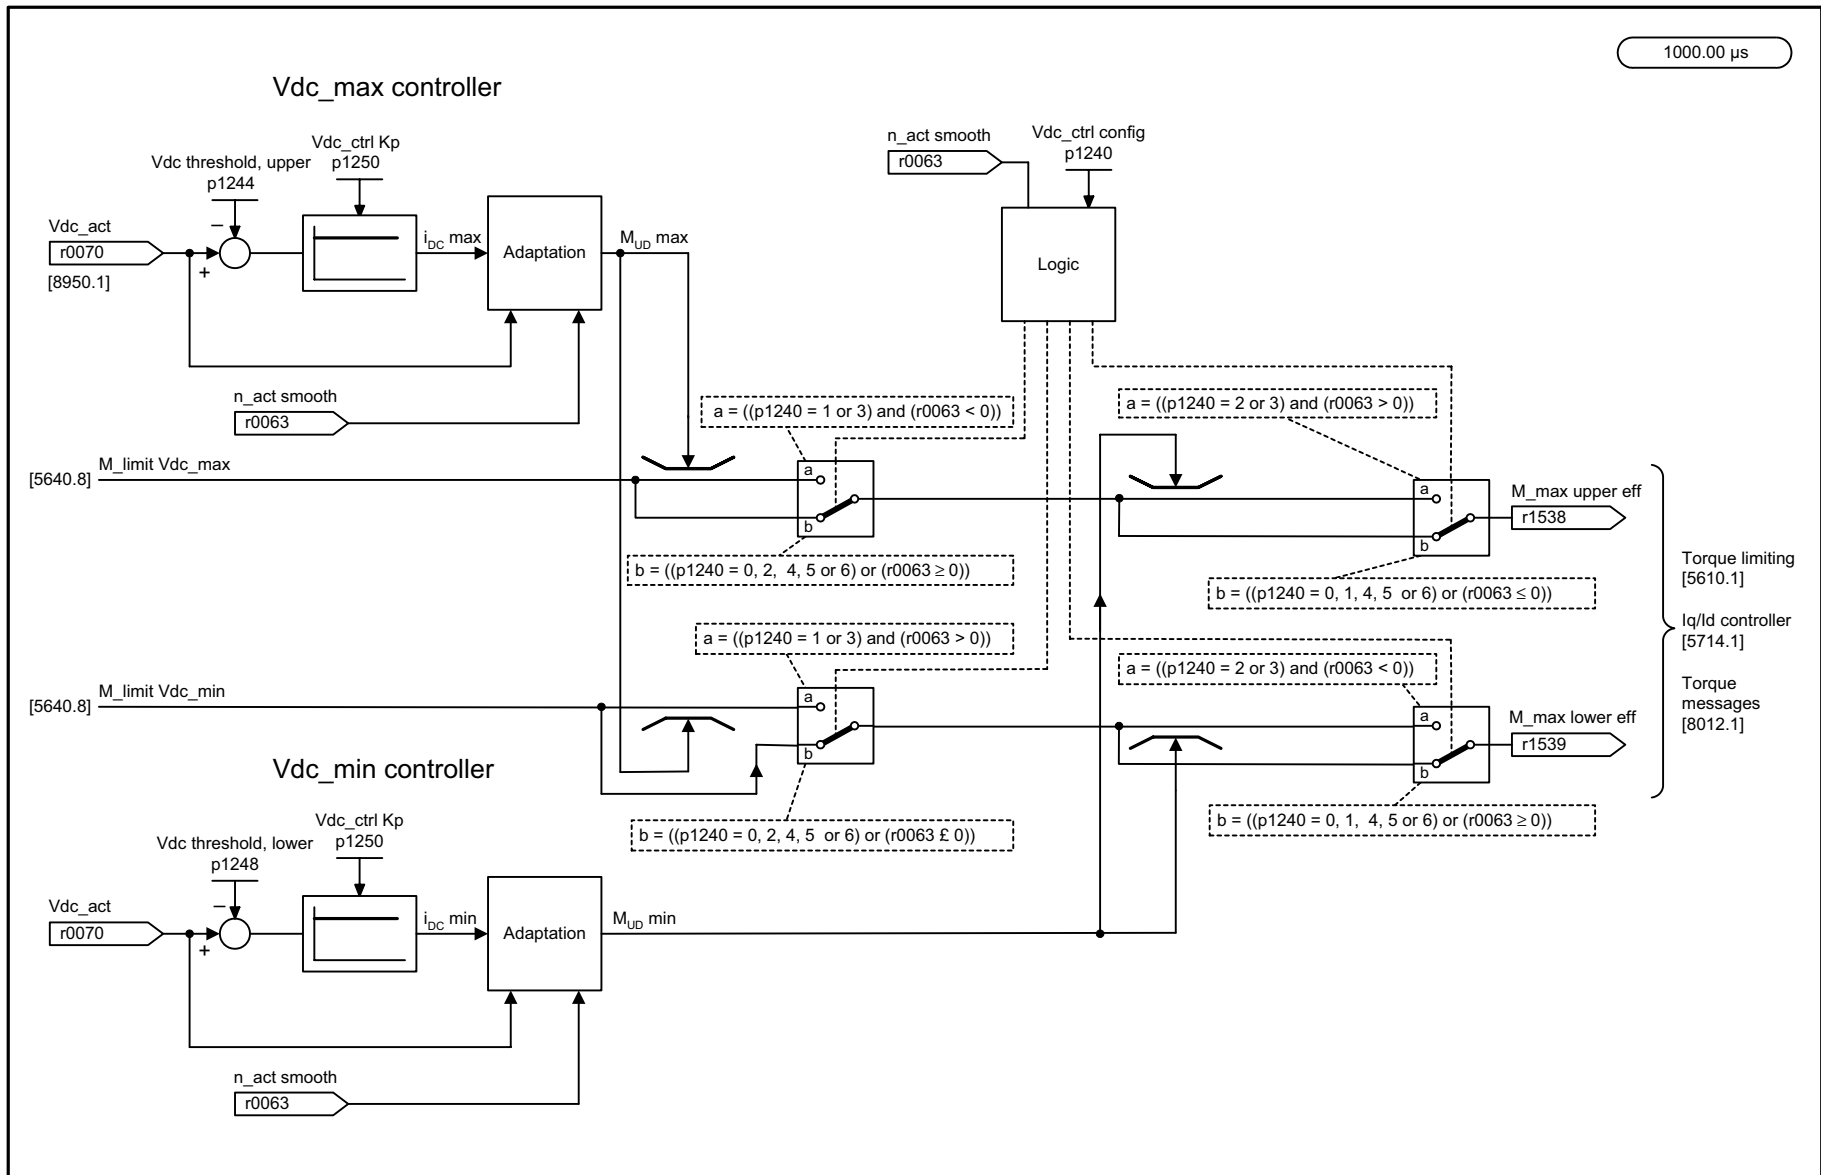 1000.00 µs
Vdc_max controller
Vdc_ctrl Kp
p1250
Vdc threshold, upper
p1244
n_act smooth
r0063
Vdc_ctrl config
p1240
Vdc_act
r0070
[8950.1]
–
+
iDC max
Adaptation
MUD max
Logic
n_act smooth
r0063
a = ((p1240 = 1 or 3) and (r0063 < 0))
a = ((p1240 = 2 or 3) and (r0063 > 0))
[5640.8]
M_limit Vdc_max
a
b
a
b
M_max upper eff
r1538
b = ((p1240 = 0, 2, 4, 5 or 6) or (r0063 ≥ 0))
b = ((p1240 = 0, 1, 4, 5 or 6) or (r0063 ≤ 0))
Torque limiting
[5610.1]
Iq/Id controller
[5714.1]
Torque
messages
[8012.1]
a = ((p1240 = 1 or 3) and (r0063 > 0))
a = ((p1240 = 2 or 3) and (r0063 < 0))
[5640.8]
M_limit Vdc_min
a
b
a
b
M_max lower eff
r1539
Vdc_min controller
b = ((p1240 = 0, 2, 4, 5 or 6) or (r0063 £ 0))
b = ((p1240 = 0, 1, 4, 5 or 6) or (r0063 ≥ 0))
Vdc_ctrl Kp
p1250
Vdc threshold, lower
p1248
Vdc_act
r0070
–
+
iDC min
Adaptation
MUD min
n_act smooth
r0063